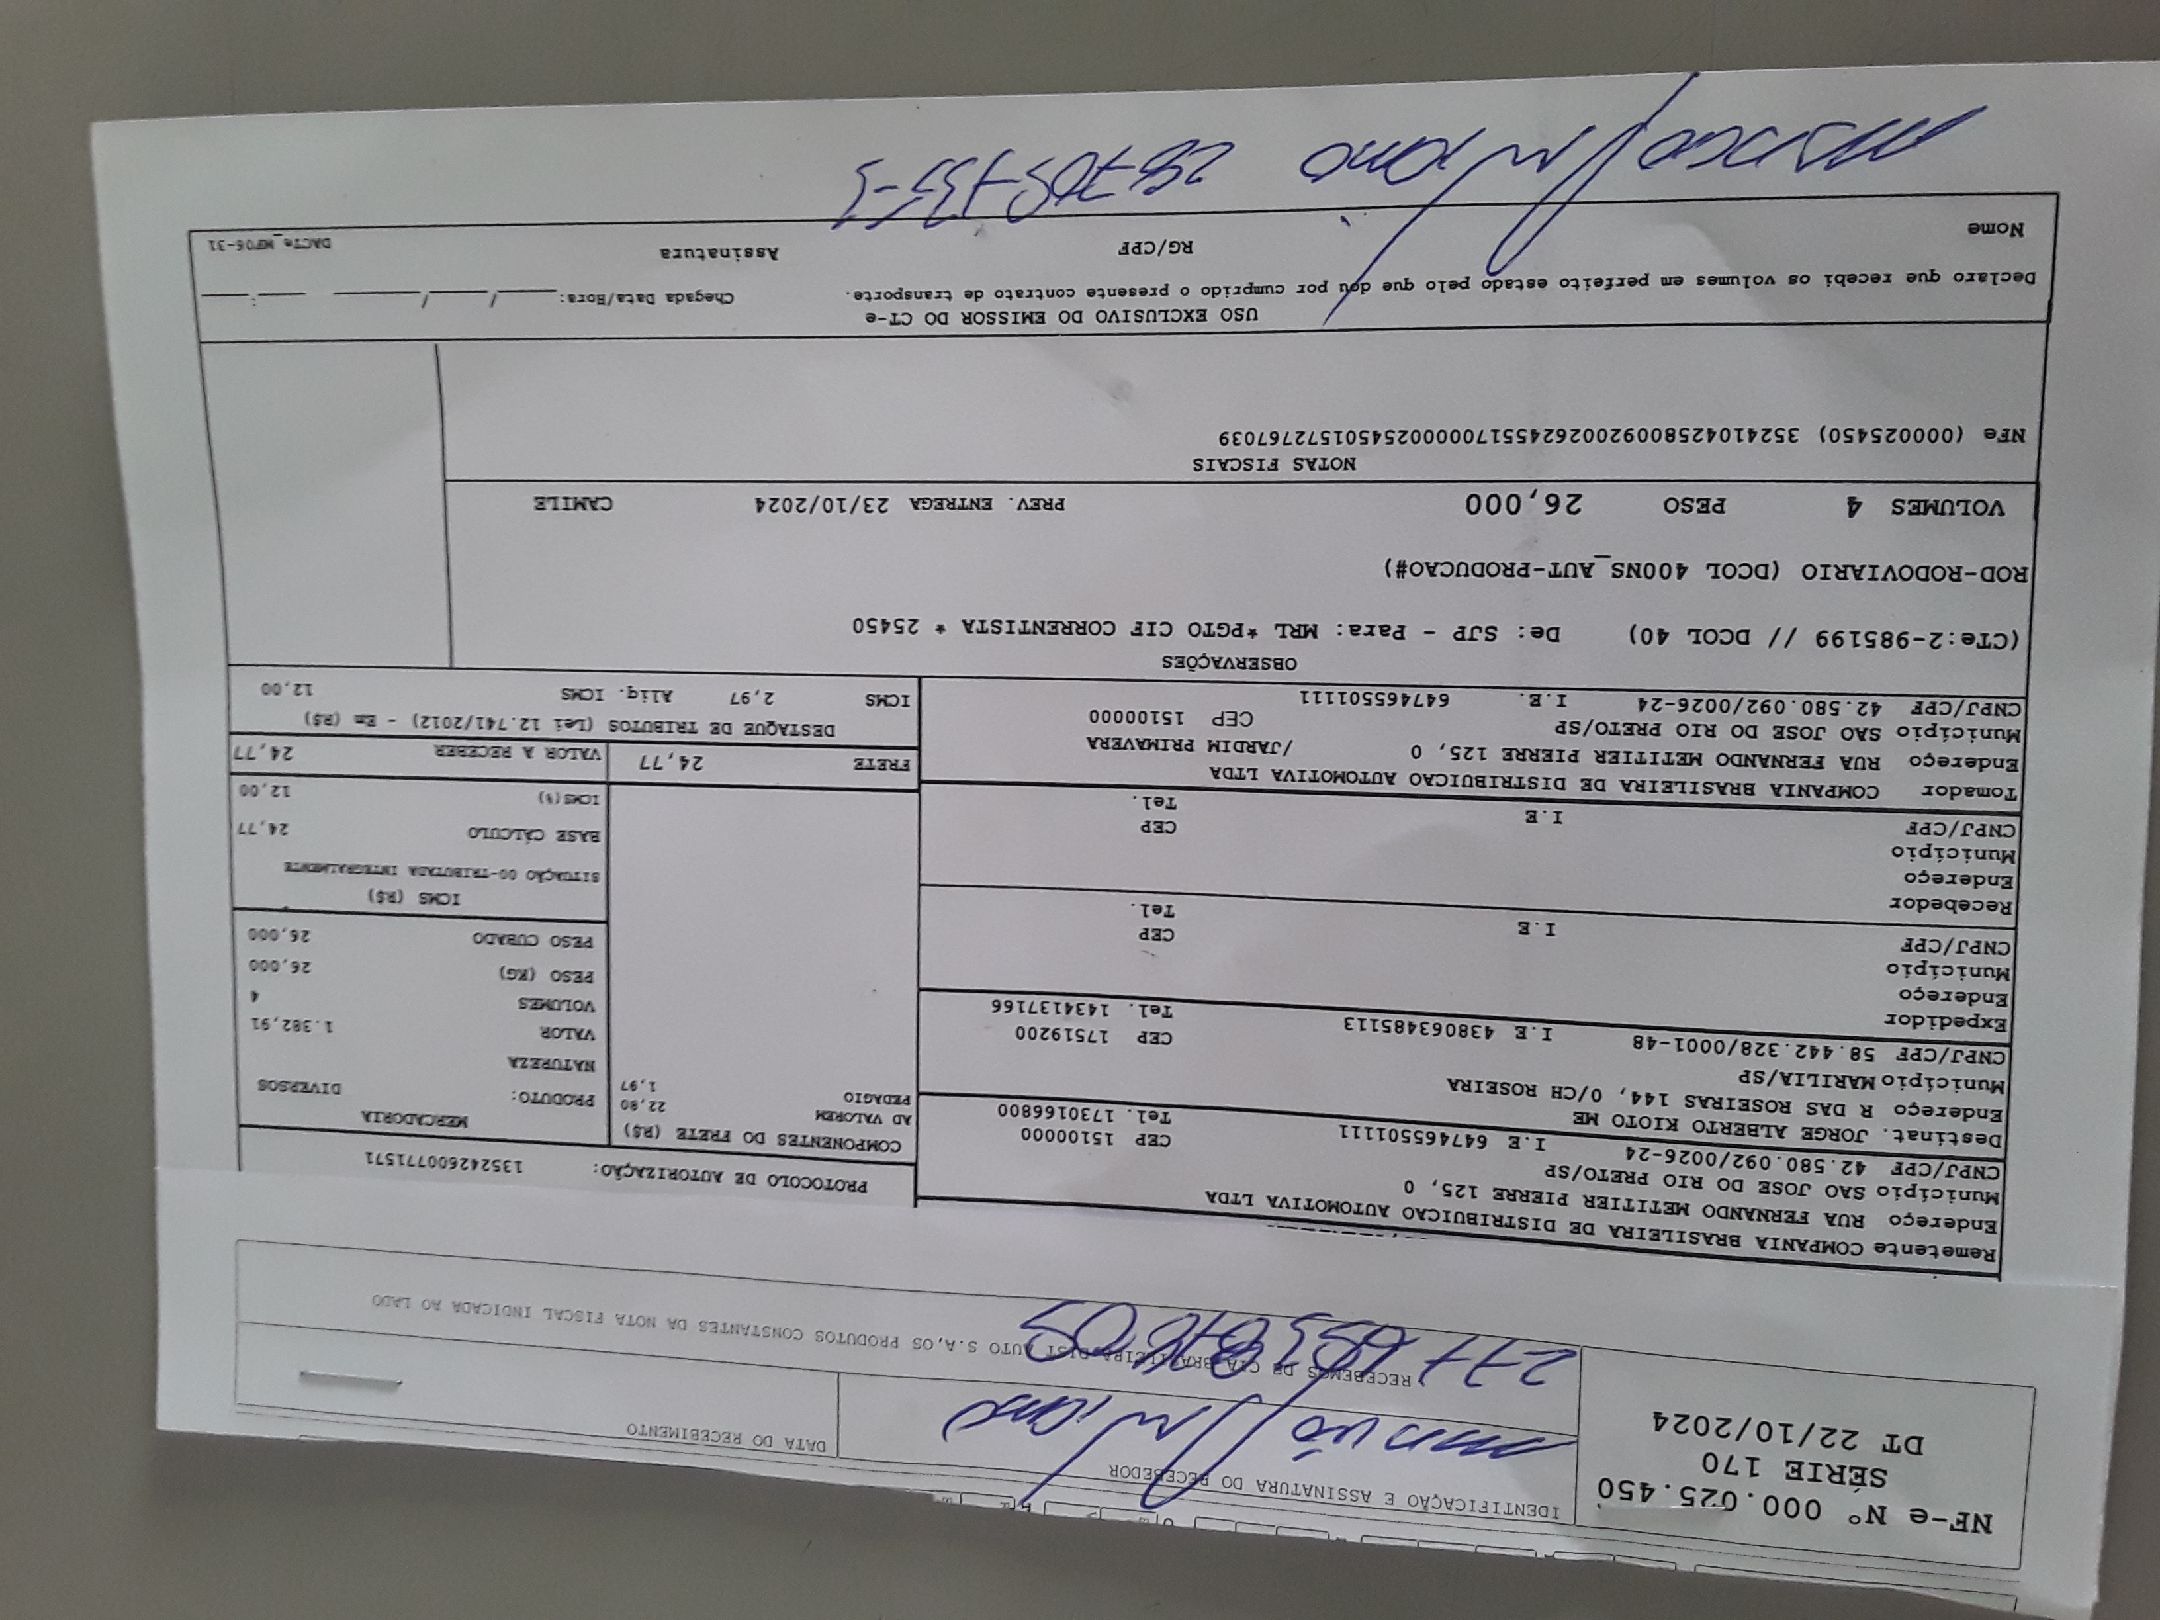 NF-e Nº 000.025.450
SÉRIE 170
DT 22/10/2024
IDENTIFICAÇÃO E ASSINATURA DO RECEBEDOR
DATA DO RECEBIMENTO
RECEBEMOS DE CIA BRASILEIRA DIST AUTO S.A, OS PRODUTOS CONSTANTES DA NOTA FISCAL INDICADA AO LADO
Remetente COMPANIA BRASILEIRA DE DISTRIBUICAO AUTOMOTIVA LTDA
Endereço RUA FERNANDO METITIER PIERRE 125, 0
Município SAO JOSE DO RIO PRETO/SP CEP 15100000
CNPJ/CPF 42.580.092/0026-24 I.E 647465501111 Tel. 1730166800
Destinat. JORGE ALBERTO KIOTO ME
Endereço R DAS ROSEIRAS 144, 0/CH ROSEIRA
Município MARILIA/SP CEP 17519200
CNPJ/CPF 58.442.328/0001-48 I.E 438063485113 Tel. 1434137166
Expedidor
Endereço
Município CEP
CNPJ/CPF I.E Tel.
Recebedor
Endereço
Município CEP
CNPJ/CPF I.E Tel.
Tomador COMPANIA BRASILEIRA DE DISTRIBUICAO AUTOMOTIVA LTDA
Endereço RUA FERNANDO METITIER PIERRE 125, 0 /JARDIM PRIMAVERA
Município SAO JOSE DO RIO PRETO/SP CEP 15100000
CNPJ/CPF 42.580.092/0026-24 I.E. 647465501111
PROTOCOLO DE AUTORIZAÇÃO: 135242600771571
COMPONENTES DO FRETE (R$)
AD VALOREM 22,80
PEDAGIO 1,97
MERCADORIA
PRODUTO: DIVERSOS
NATUREZA
VALOR 1.382,91
VOLUMES 4
PESO (KG) 26,000
PESO CUBADO 26,000
ICMS (R$)
SITUAÇÃO 00-TRIBUTADA INTEGRALMENTE
BASE CÁLCULO 24,77
ICMS(%) 12,00
FRETE 24,77 VALOR A RECEBER 24,77
DESTAQUE DE TRIBUTOS (Lei 12.741/2012) - Em (R$)
ICMS 2,97 Aliq. ICMS 12,00
OBSERVAÇÕES
(CTe:2-985199 // DCOL 40) De: SJP - Para: MRL *PGTO CIF CORRENTISTA * 25450
ROD-RODOVIARIO (DCOL 400NS_AUT-PRODUCAO#)
VOLUMES 4 PESO 26,000 PREV. ENTREGA 23/10/2024 CAMILE
NOTAS FISCAIS
NFe (000025450) 35241042580092002624551700000254501572767039
USO EXCLUSIVO DO EMISSOR DO CT-e
Declaro que recebi os volumes em perfeito estado pelo que dou por cumprido o presente contrato de transporte.
Chegada Data/Hora: ____/____/______ ___:___
Nome RG/CPF Assinatura DACTe_MF06-31